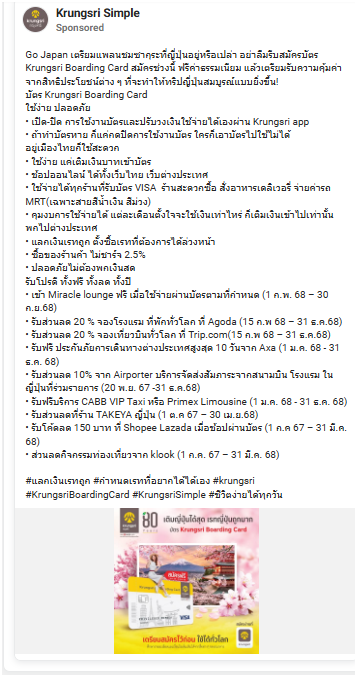 Krungsri Simple
Sponsored
Go Japan เตรียมแพลนชมซากุระที่ญี่ปุ่นอยู่หรือเปล่า อย่าลืมรีบสมัครบัตร
Krungsri Boarding Card สมัครช่วงนี้ ฟรีค่าธรรมเนียม แล้วเตรียมรับความคุ้มค่า
จากสิทธิประโยชน์ต่าง ๆ ที่จะทำให้ทริปญี่ปุ่นสมบูรณ์แบบยิ่งขึ้น!
บัตร Krungsri Boarding Card
ใช้ง่าย ปลอดภัย
• เปิด-ปิด การใช้งานบัตรและปรับวงเงินใช้จ่ายได้เองผ่าน Krungsri app
• ถ้าทำบัตรหาย ก็แค่กดปิดการใช้งานบัตร ใครก็เอาบัตรไปใช้ไม่ได้
อยู่เมืองไทยก็ใช้สะดวก
• ใช้ง่าย แค่เติมเงินบาทเข้าบัตร
• ช้อปออนไลน์ ได้ทั้งเว็บไทย เว็บต่างประเทศ
• ใช้จ่ายได้ทุกร้านที่รับบัตร VISA ร้านสะดวกซื้อ สั่งอาหารเดลิเวอรี่ จ่ายค่ารถ
MRT(เฉพาะสายสีน้ำเงิน สีม่วง)
• คุมงบการใช้จ่ายได้ แต่ละเดือนตั้งใจจะใช้เงินเท่าไหร่ ก็เติมเงินเข้าไปเท่านั้น
พกไปต่างประเทศ
• แลกเงินเรทถูก ตั้งซื้อเรทที่ต้องการได้ล่วงหน้า
• ซื้อของร้านค้า ไม่ชาร์จ 2.5%
• ปลอดภัยไม่ต้องพกเงินสด
รับโปรดี ทั้งฟรี ทั้งลด ทั้งปี
• เข้า Miracle lounge ฟรี เมื่อใช้จ่ายผ่านบัตรตามที่กำหนด (1 ก.พ. 68 – 30
ก.ย.68)
• รับส่วนลด 20 % จองโรงแรม ที่พักทั่วโลก ที่ Agoda (15 ก.พ 68 – 31 ธ.ค.68)
• รับส่วนลด 20 % จองเที่ยวบินทั่วโลก ที่ Trip.com(15 ก.พ 68 – 31 ธ.ค.68)
• รับฟรี ประกันภัยการเดินทางต่างประเทศสูงสุด 10 วันจาก Axa (1 ม.ค. 68 - 31
ธ.ค. 68)
• รับส่วนลด 10% จาก Airporter บริการจัดส่งสัมภาระจากสนามบิน โรงแรม ใน
ญี่ปุ่นที่ร่วมรายการ (20 พ.ย. 67 -31 ธ.ค.68)
• รับฟรีบริการ CABB VIP Taxi หรือ Primex Limousine (1 ม.ค. 68 - 31 ธ.ค. 68)
• รับส่วนลดที่ร้าน TAKEYA ญี่ปุ่น (1 ต.ค 67 – 30 เม.ย.68)
• รับโค้ดลด 150 บาท ที่ Shopee Lazada เมื่อช้อปผ่านบัตร (1 ก.ค 67 – 31 มี.ค.
68)
• ส่วนลดกิจกรรมท่องเที่ยวจาก klook (1 ก.ค. 67 – 31 มี.ค. 68)
#แลกเงินเรทถูก #กำหนดเรทที่อยากได้ได้เอง #krungsri
#KrungsriBoardingCard #KrungsriSimple #ชีวิตง่ายได้ทุกวัน
80
เดินญี่ปุ่นได้สุด เรทญี่ปุ่นถูกมาก
บัตร Krungsri Boarding Card
VISA
เตรียมสมัครไว้ก่อน ใช้ได้ทั่วโลก
krungsri